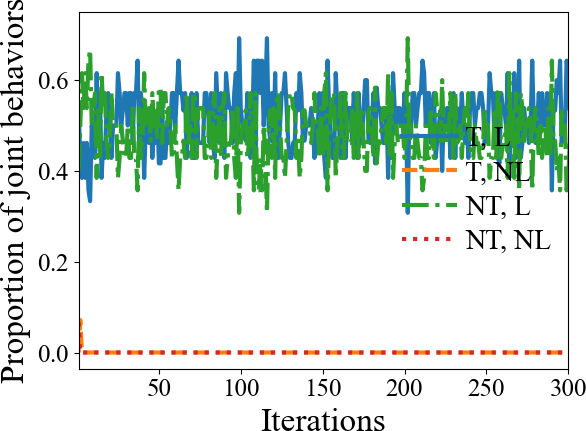 Proportion of joint behaviors
0.6
0.4
0.2
0.0
T, L
T, NL
NT, L
NT, NL
50
100
150
200
250
300
Iterations